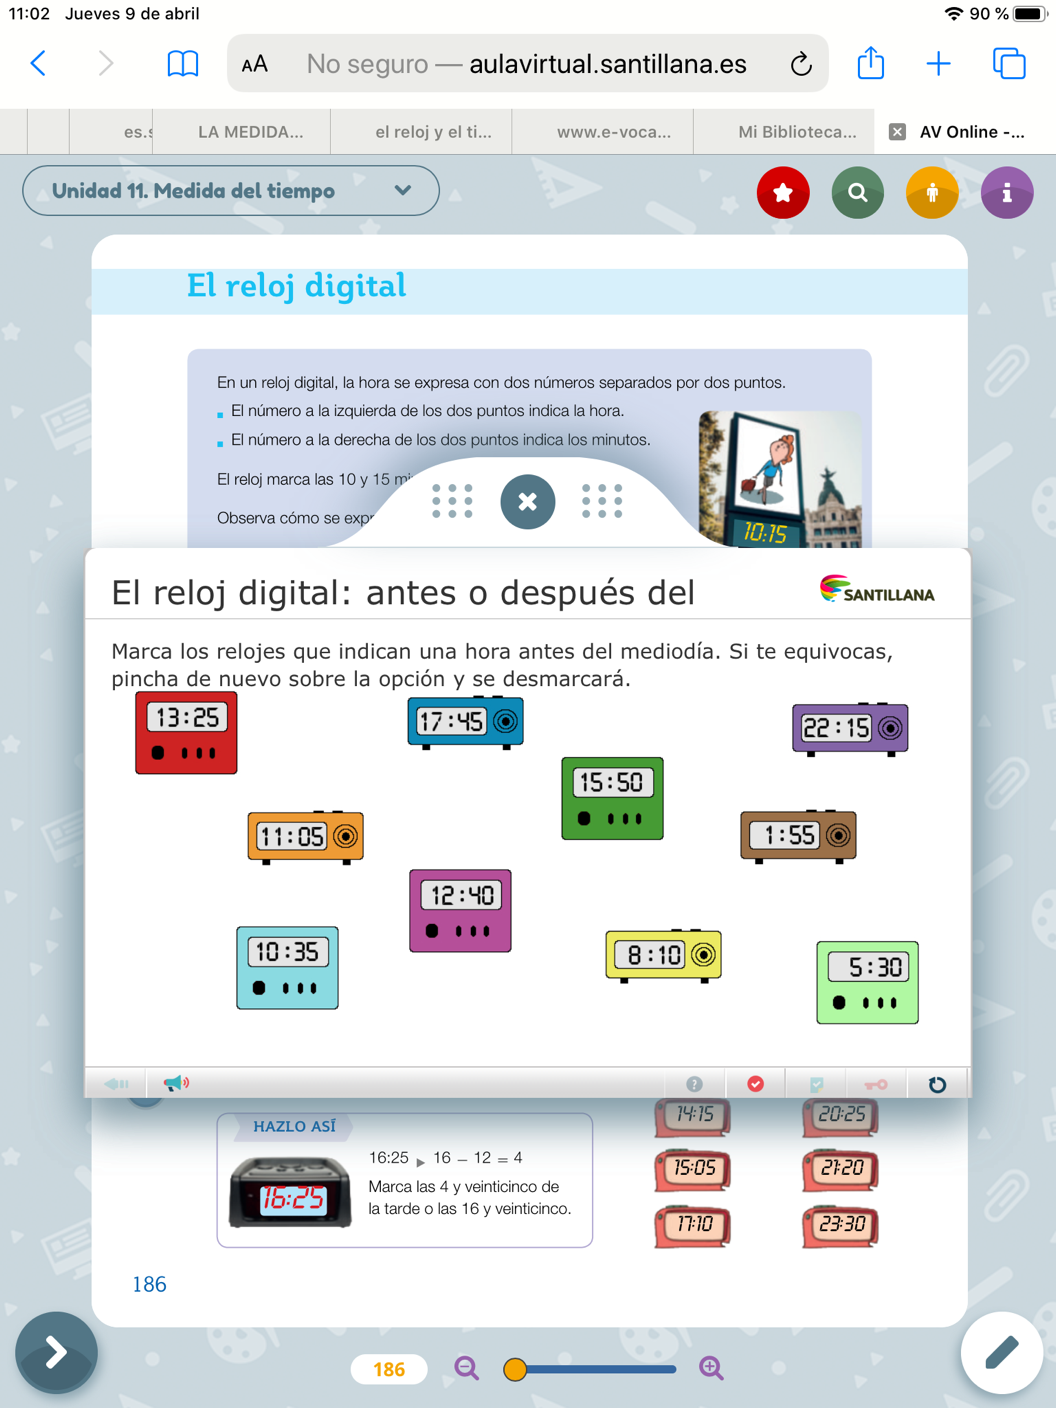 11:02 Jueves 9 de abril 90 %
AA No seguro — aulavirtual.santillana.es
es.s LA MEDIDA... el reloj y el ti... www.e-voca... Mi Biblioteca... AV Online -...
Unidad 11. Medida del tiempo
El reloj digital
En un reloj digital, la hora se expresa con dos números separados por dos puntos.
El número a la izquierda de los dos puntos indica la hora.
El número a la derecha de los dos puntos indica los minutos.
El reloj marca las 10 y 15 mi
Observa cómo se expr
10:15
El reloj digital: antes o después del
SANTILLANA
Marca los relojes que indican una hora antes del mediodía. Si te equivocas,
pincha de nuevo sobre la opción y se desmarcará.
13:25
17:45
22:15
15:50
11:05
1:55
12:40
10:35
8:10
5:30
HAZLO ASÍ
16:25
16:25 ▶ 16 – 12 = 4
Marca las 4 y veinticinco de
la tarde o las 16 y veinticinco.
14:15 20:25
15:05 21:20
17:10 23:30
186
186